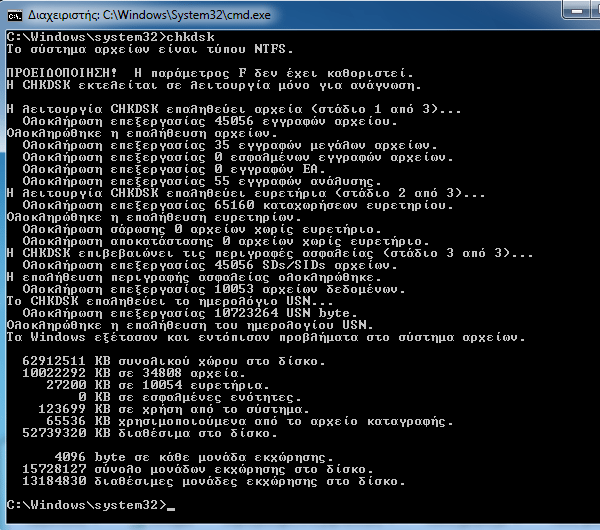 Διαχειριστής: C:\Windows\System32\cmd.exe
C:\Windows\system32>chkdsk
Το σύστημα αρχείων είναι τύπου NTFS.
ΠΡΟΕΙΔΟΠΟΙΗΣΗ!  Η παράμετρος F δεν έχει καθοριστεί.
Η CHKDSK εκτελείται σε λειτουργία μόνο για ανάγνωση.
Η λειτουργία CHKDSK επαληθεύει αρχεία (στάδιο 1 από 3)...
  Ολοκλήρωση επεξεργασίας 45056 εγγραφών αρχείου.
Ολοκληρώθηκε η επαλήθευση αρχείων.
  Ολοκλήρωση επεξεργασίας 35 εγγραφών μεγάλων αρχείων.
  Ολοκλήρωση επεξεργασίας 0 εσφαλμένων εγγραφών αρχείων.
  Ολοκλήρωση επεξεργασίας 0 εγγραφών ΕΑ.
  Ολοκλήρωση επεξεργασίας 55 εγγραφών ανάλυσης.
Η λειτουργία CHKDSK επαληθεύει ευρετήρια (στάδιο 2 από 3)...
  Ολοκλήρωση επεξεργασίας 65160 καταχωρήσεων ευρετηρίου.
Ολοκληρώθηκε η επαλήθευση ευρετηρίων.
  Ολοκλήρωση σάρωσης 0 αρχείων χωρίς ευρετήριο.
  Ολοκλήρωση αποκατάστασης 0 αρχείων χωρίς ευρετήριο.
Η CHKDSK επιβεβαιώνει τις περιγραφές ασφαλείας (στάδιο 3 από 3)...
  Ολοκλήρωση επεξεργασίας 45056 SDs/SIDs αρχείων.
Η επαλήθευση περιγραφής ασφαλείας ολοκληρώθηκε.
  Ολοκλήρωση επεξεργασίας 10053 αρχείων δεδομένων.
Το CHKDSK επαληθεύει το ημερολόγιο USN...
  Ολοκλήρωση επεξεργασίας 10723264 USN byte.
Ολοκληρώθηκε η επαλήθευση του ημερολογίου USN.
Τα Windows εξέτασαν και εντόπισαν προβλήματα στο σύστημα αρχείων.
  62912511 KB συνολικού χώρου στο δίσκο.
  10022292 KB σε 34808 αρχεία.
     27200 KB σε 10054 ευρετήρια.
         0 KB σε εσφαλμένες ενότητες.
    123699 KB σε χρήση από το σύστημα.
     65536 KB χρησιμοποιούμενα από το αρχείο καταγραφής.
  52739320 KB διαθέσιμα στο δίσκο.
      4096 byte σε κάθε μονάδα εκχώρησης.
  15728127 σύνολο μονάδων εκχώρησης στο δίσκο.
  13184830 διαθέσιμες μονάδες εκχώρησης στο δίσκο.
C:\Windows\system32>_